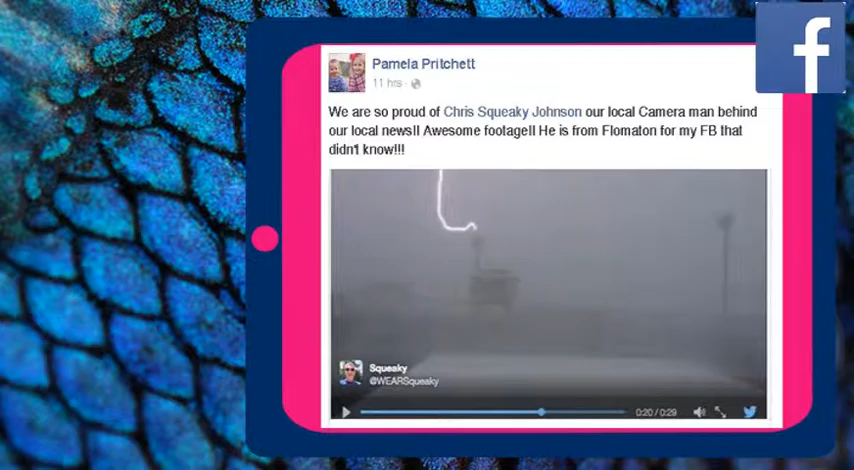 f
Pamela Pritchett
11 hrs ·
We are so proud of Chris Squeaky Johnson our local Camera man behind
our local news!! Awesome footage!! He is from Flomaton for my FB that
didn't know!!!
Squeaky
@WEARSqueaky
0:20 / 0:29